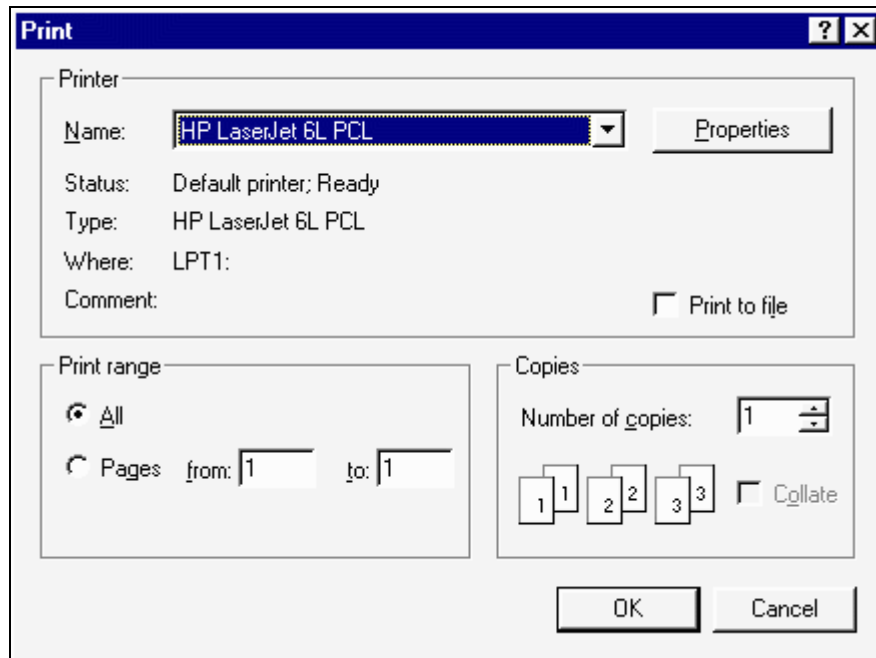 Print
Printer
Name: HP LaserJet 6L PCL Properties
Status: Default printer; Ready
Type: HP LaserJet 6L PCL
Where: LPT1:
Comment:
Print to file
Print range
All
Pages from: 1 to: 1
Copies
Number of copies: 1
1 1 2 2 3 3 Collate
OK Cancel